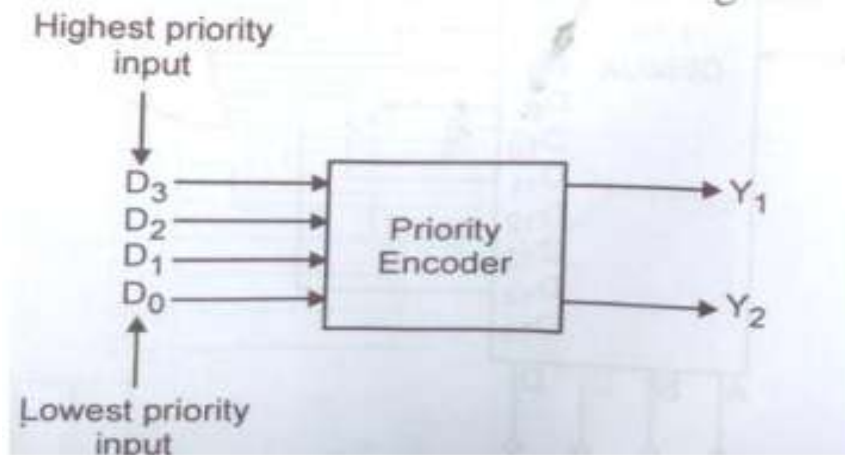 Highest priority
input
D3
D2
D1
D0
Priority
Encoder
Y1
Y2
Lowest priority
input